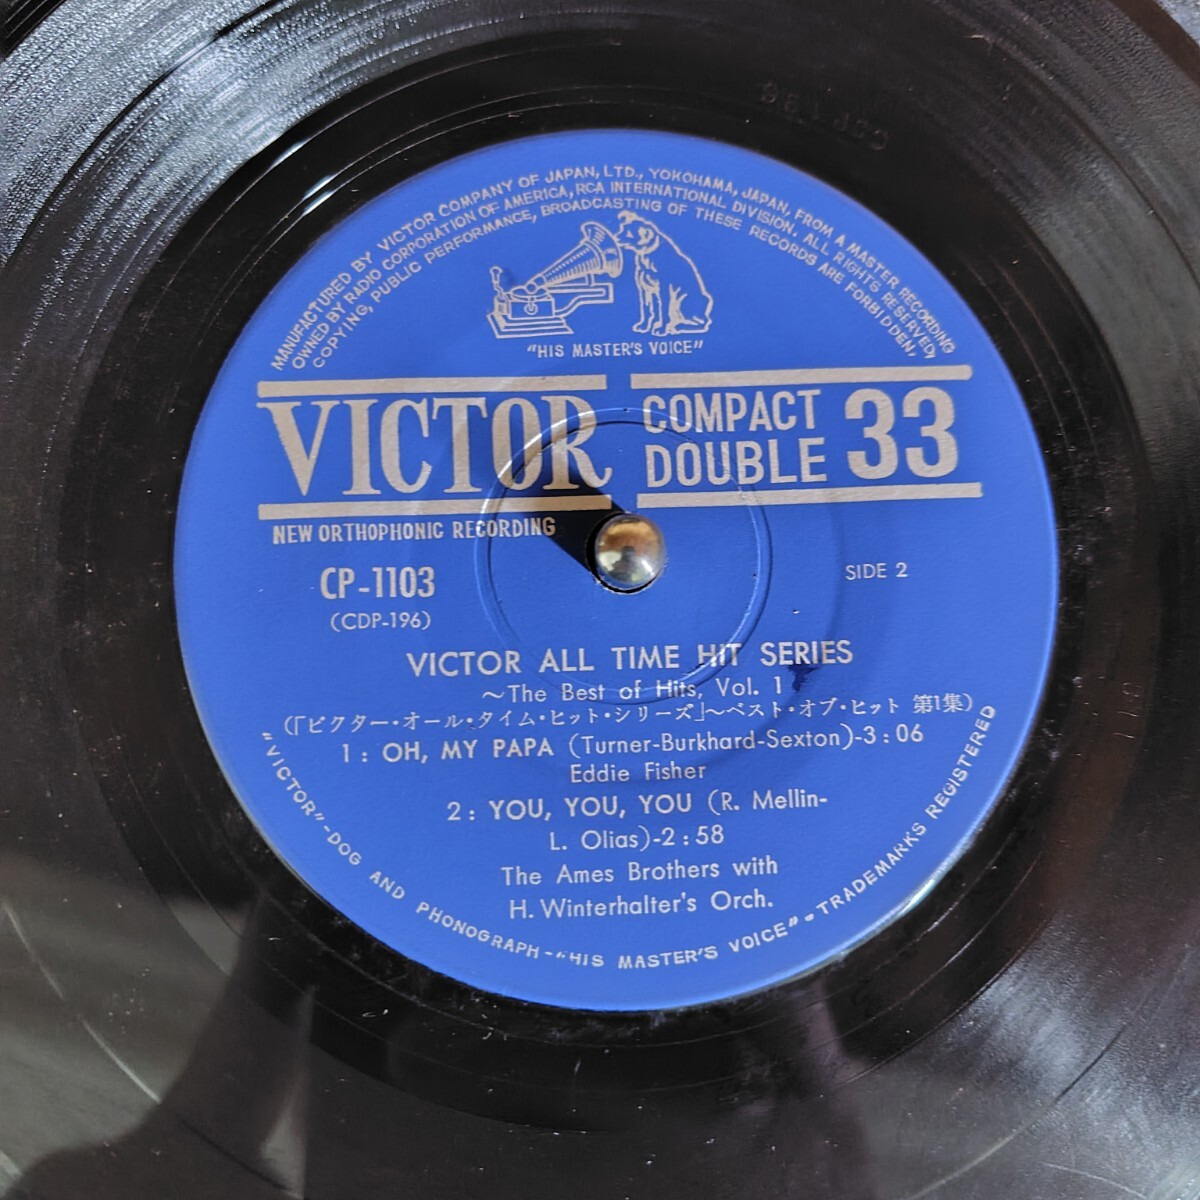 MANUFACTURED BY VICTOR COMPANY OF JAPAN, LTD., YOKOHAMA, JAPAN, FROM A MASTER RECORDING
OWNED BY RADIO CORPORATION OF AMERICA, RCA INTERNATIONAL DIVISION. ALL RIGHTS RESERVED,
COPYING, PUBLIC PERFORMANCE, BROADCASTING OF THESE RECORDS ARE FORBIDDEN.
"HIS MASTER'S VOICE"
VICTOR
COMPACT
DOUBLE 33
NEW ORTHOPHONIC RECORDING
CP-1103
(CDP-196)
SIDE 2
VICTOR ALL TIME HIT SERIES
~The Best of Hits, Vol. 1
(「ビクター・オール・タイム・ヒット・シリーズ」~ベスト・オブ・ヒット 第1集)
1 : OH, MY PAPA (Turner-Burkhard-Sexton)-3 : 06
Eddie Fisher
2 : YOU, YOU, YOU (R. Mellin-
L. Olias)-2 : 58
The Ames Brothers with
H. Winterhalter's Orch.
"VICTOR"-DOG AND PHONOGRAPH-"HIS MASTER'S VOICE" • TRADEMARKS REGISTERED